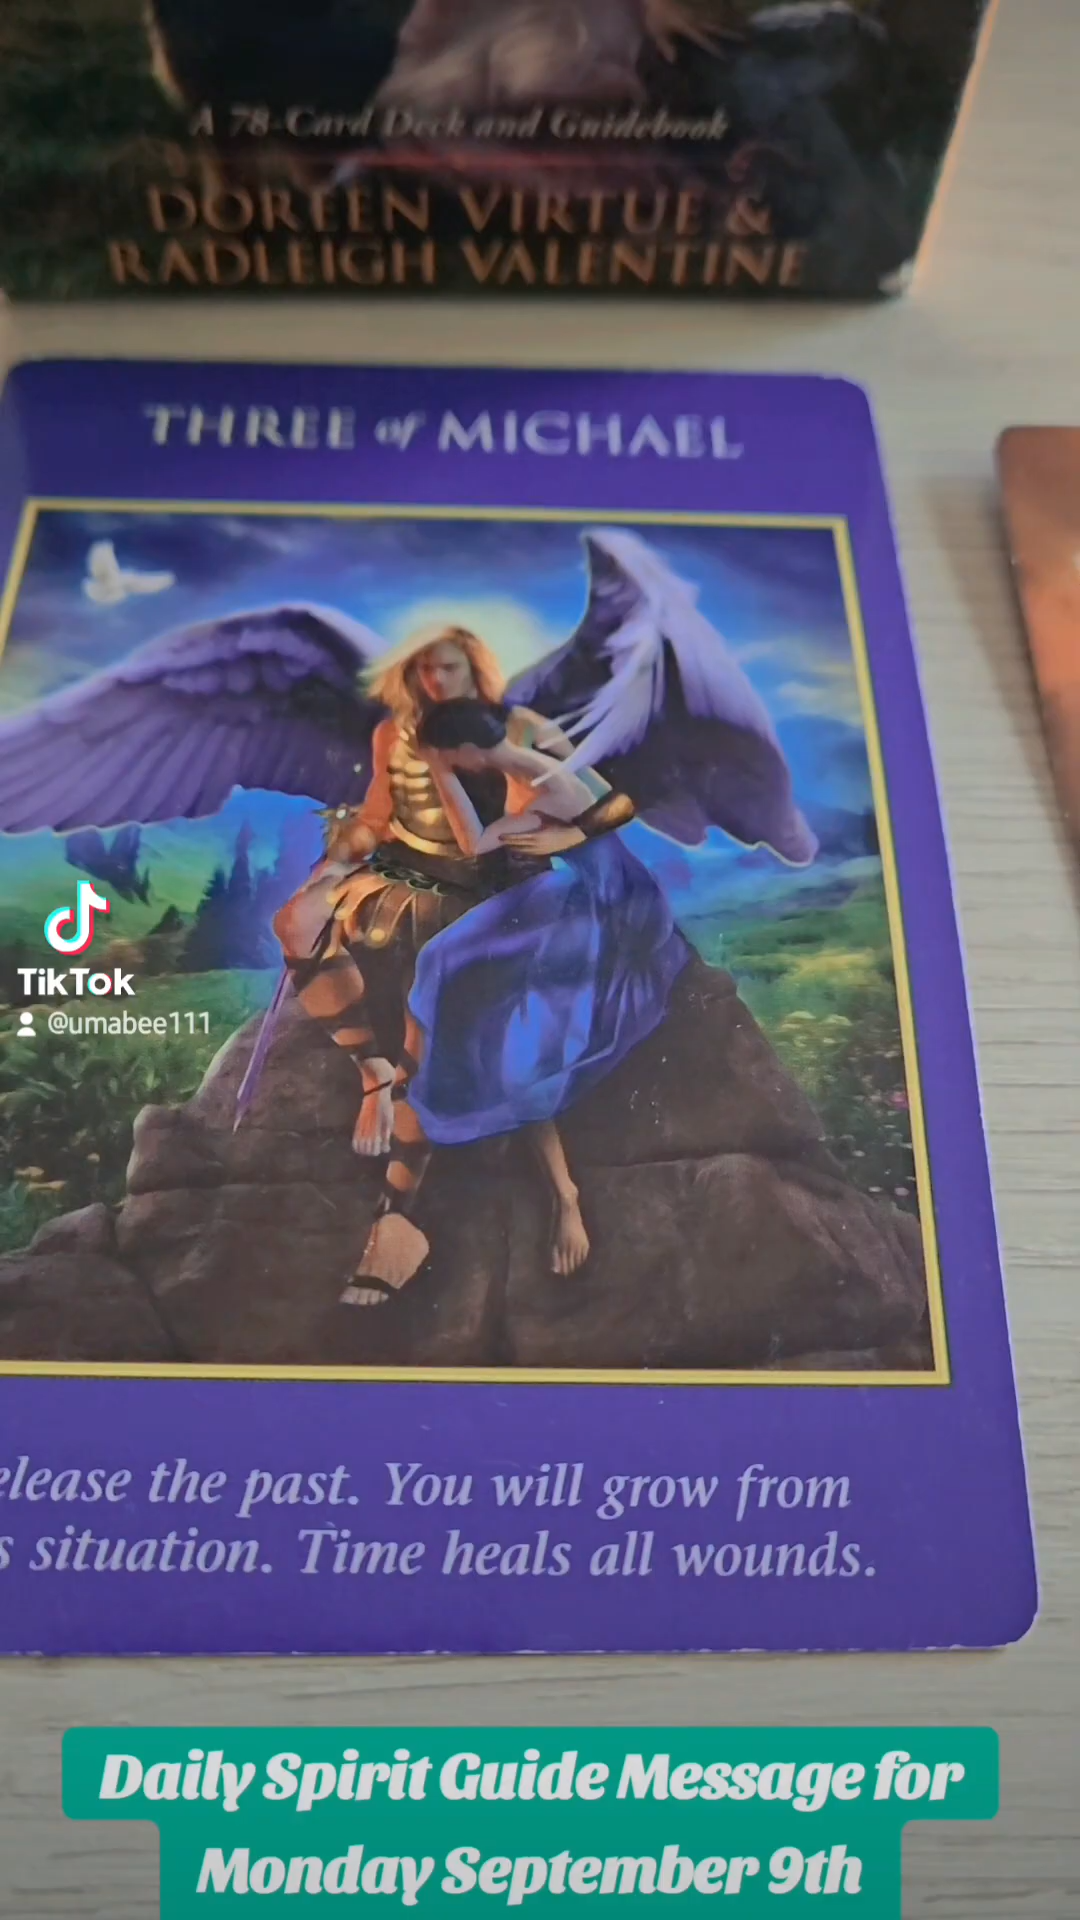 A 78-Card Deck and Guidebook
DOREEN VIRTUE &
RADLEIGH VALENTINE
THREE of MICHAEL
TikTok
@umabee111
elease the past. You will grow from
s situation. Time heals all wounds.
Daily Spirit Guide Message for
Monday September 9th